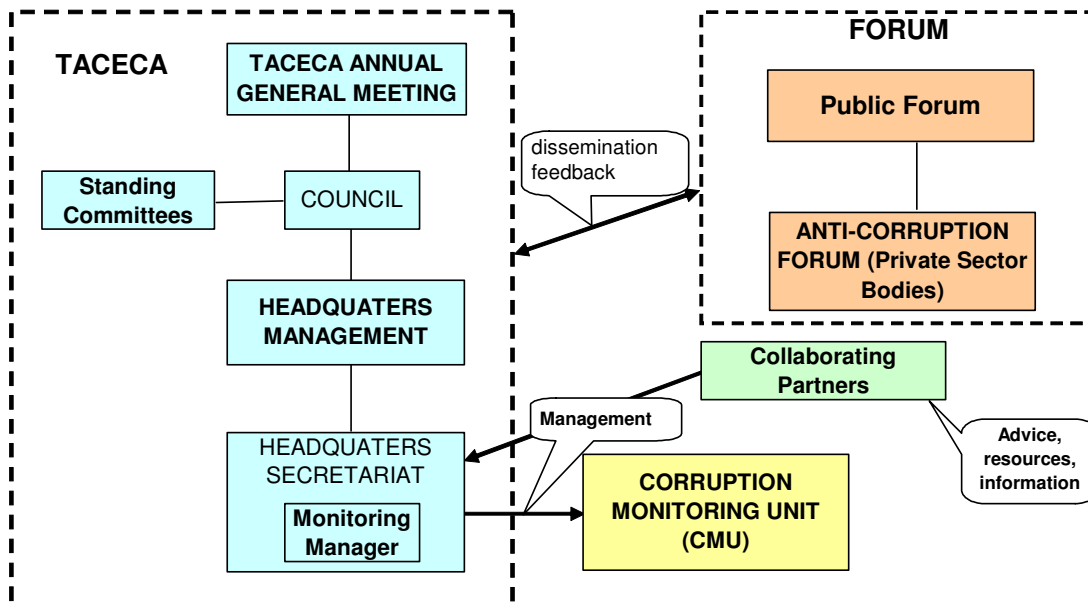 TACECA
TACECA ANNUAL
GENERAL MEETING
Standing
Committees
COUNCIL
HEADQUATERS
MANAGEMENT
HEADQUATERS
SECRETARIAT
Monitoring
Manager
dissemination
feedback
FORUM
Public Forum
ANTI-CORRUPTION
FORUM (Private Sector
Bodies)
Collaborating
Partners
Management
Advice,
resources,
information
CORRUPTION
MONITORING UNIT
(CMU)